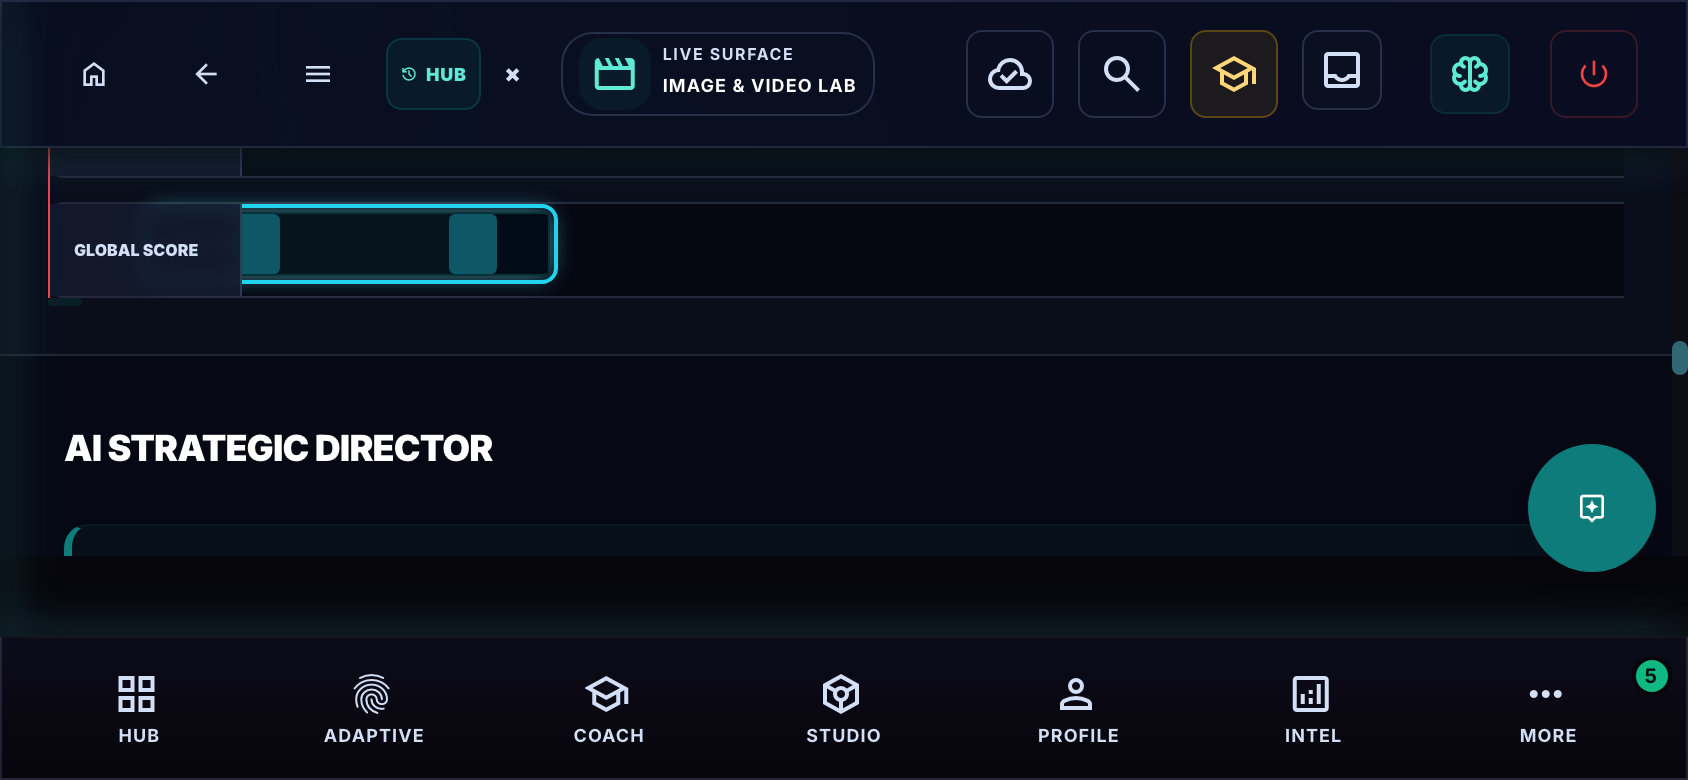 HUB
LIVE SURFACE
IMAGE & VIDEO LAB
GLOBAL SCORE
AI STRATEGIC DIRECTOR
5
HUB
ADAPTIVE
COACH
STUDIO
PROFILE
INTEL
MORE